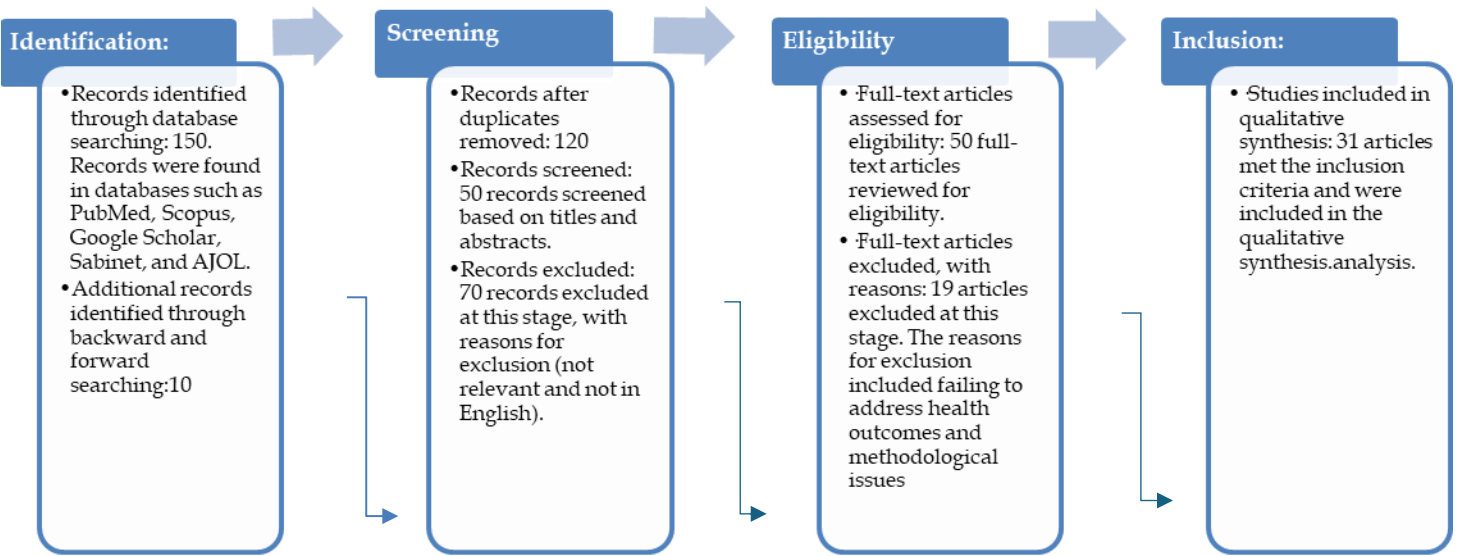 Identification:
•Records identified
through database
searching: 150.
Records were found
in databases such as
PubMed, Scopus,
Google Scholar,
Sabinet, and AJOL.
•Additional records
identified through
backward and
forward
searching:10
Screening
•Records after
duplicates
removed: 120
•Records screened:
50 records screened
based on titles and
abstracts.
•Records excluded:
70 records excluded
at this stage, with
reasons for
exclusion (not
relevant and not in
English).
Eligibility
• ·Full-text articles
assessed for
eligibility: 50 full-
text articles
reviewed for
eligibility.
• ·Full-text articles
excluded, with
reasons: 19 articles
excluded at this
stage. The reasons
for exclusion
included failing to
address health
outcomes and
methodological
issues
Inclusion:
• ·Studies included in
qualitative
synthesis: 31 articles
met the inclusion
criteria and were
included in the
qualitative
synthesis.analysis.